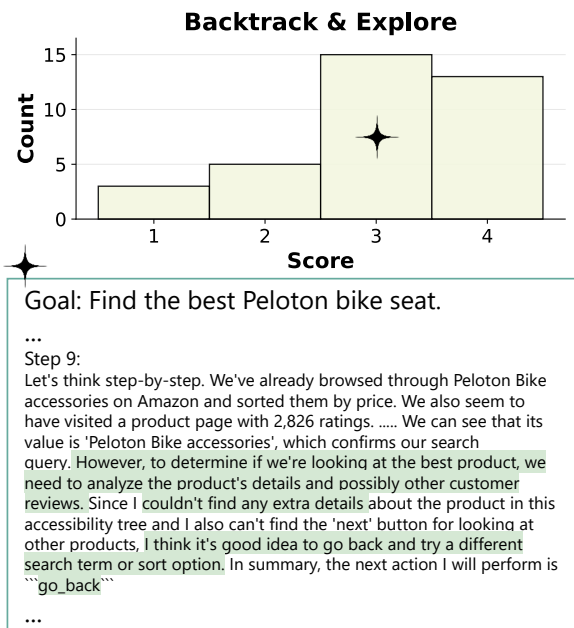 Backtrack & Explore
15
10
5
0
Count
1 2 3 4
Score
Goal: Find the best Peloton bike seat.
...
Step 9:
Let's think step-by-step. We've already browsed through Peloton Bike
accessories on Amazon and sorted them by price. We also seem to
have visited a product page with 2,826 ratings. ..... We can see that its
value is 'Peloton Bike accessories', which confirms our search
query. However, to determine if we're looking at the best product, we
need to analyze the product's details and possibly other customer
reviews. Since I couldn't find any extra details about the product in this
accessibility tree and I also can't find the 'next' button for looking at
other products, I think it's good idea to go back and try a different
search term or sort option. In summary, the next action I will perform is
```go_back```
...